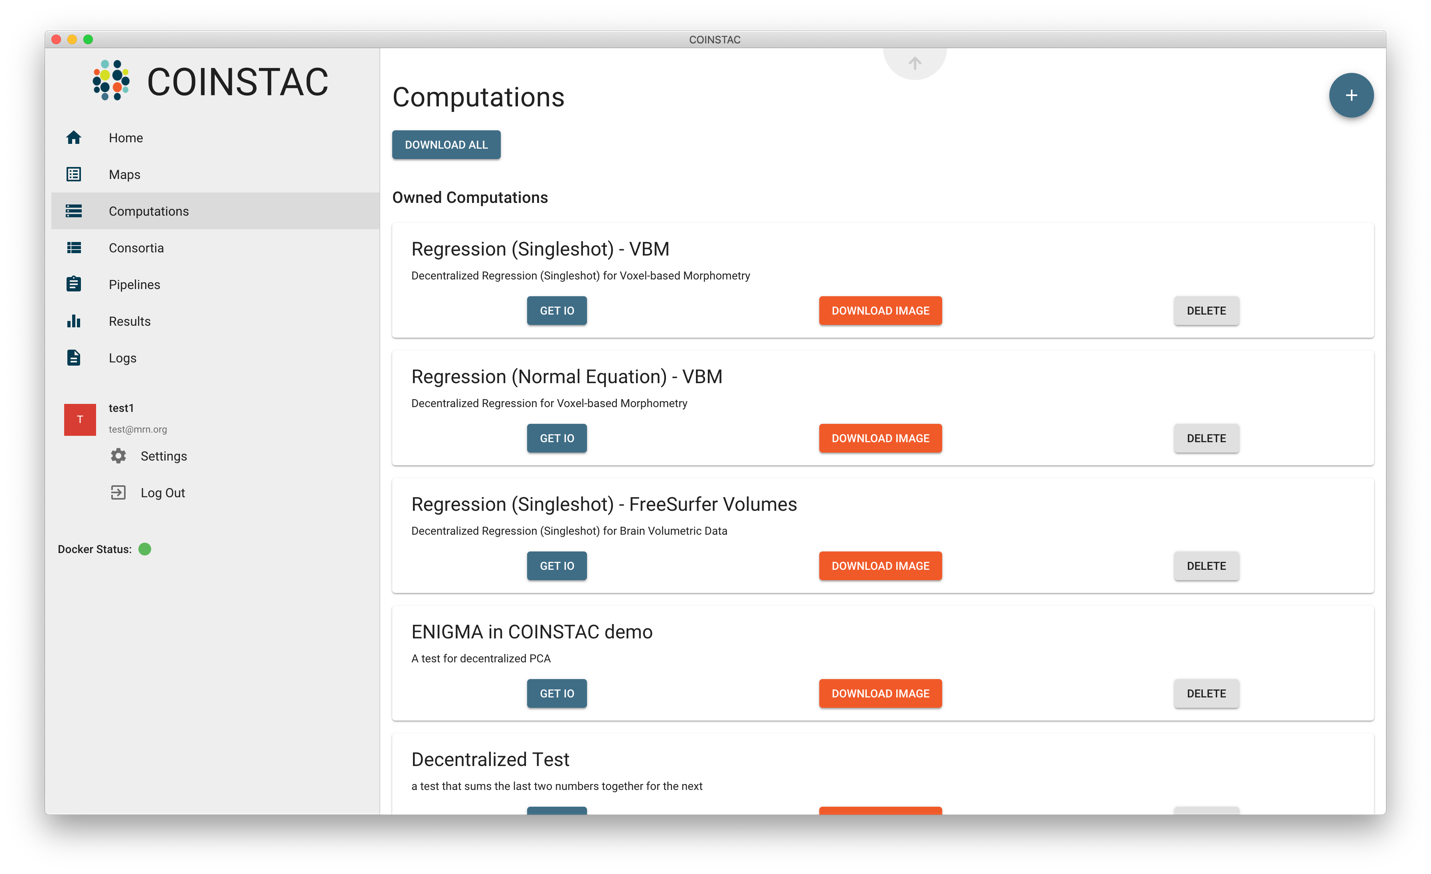 COINSTAC
COINSTAC
Home
Maps
Computations
Consortia
Pipelines
Results
Logs
T
test1
test@mrn.org
Settings
Log Out
Docker Status:
Computations
+
DOWNLOAD ALL
Owned Computations
Regression (Singleshot) - VBM
Decentralized Regression (Singleshot) for Voxel-based Morphometry
GET IO
DOWNLOAD IMAGE
DELETE
Regression (Normal Equation) - VBM
Decentralized Regression for Voxel-based Morphometry
GET IO
DOWNLOAD IMAGE
DELETE
Regression (Singleshot) - FreeSurfer Volumes
Decentralized Regression (Singleshot) for Brain Volumetric Data
GET IO
DOWNLOAD IMAGE
DELETE
ENIGMA in COINSTAC demo
A test for decentralized PCA
GET IO
DOWNLOAD IMAGE
DELETE
Decentralized Test
a test that sums the last two numbers together for the next